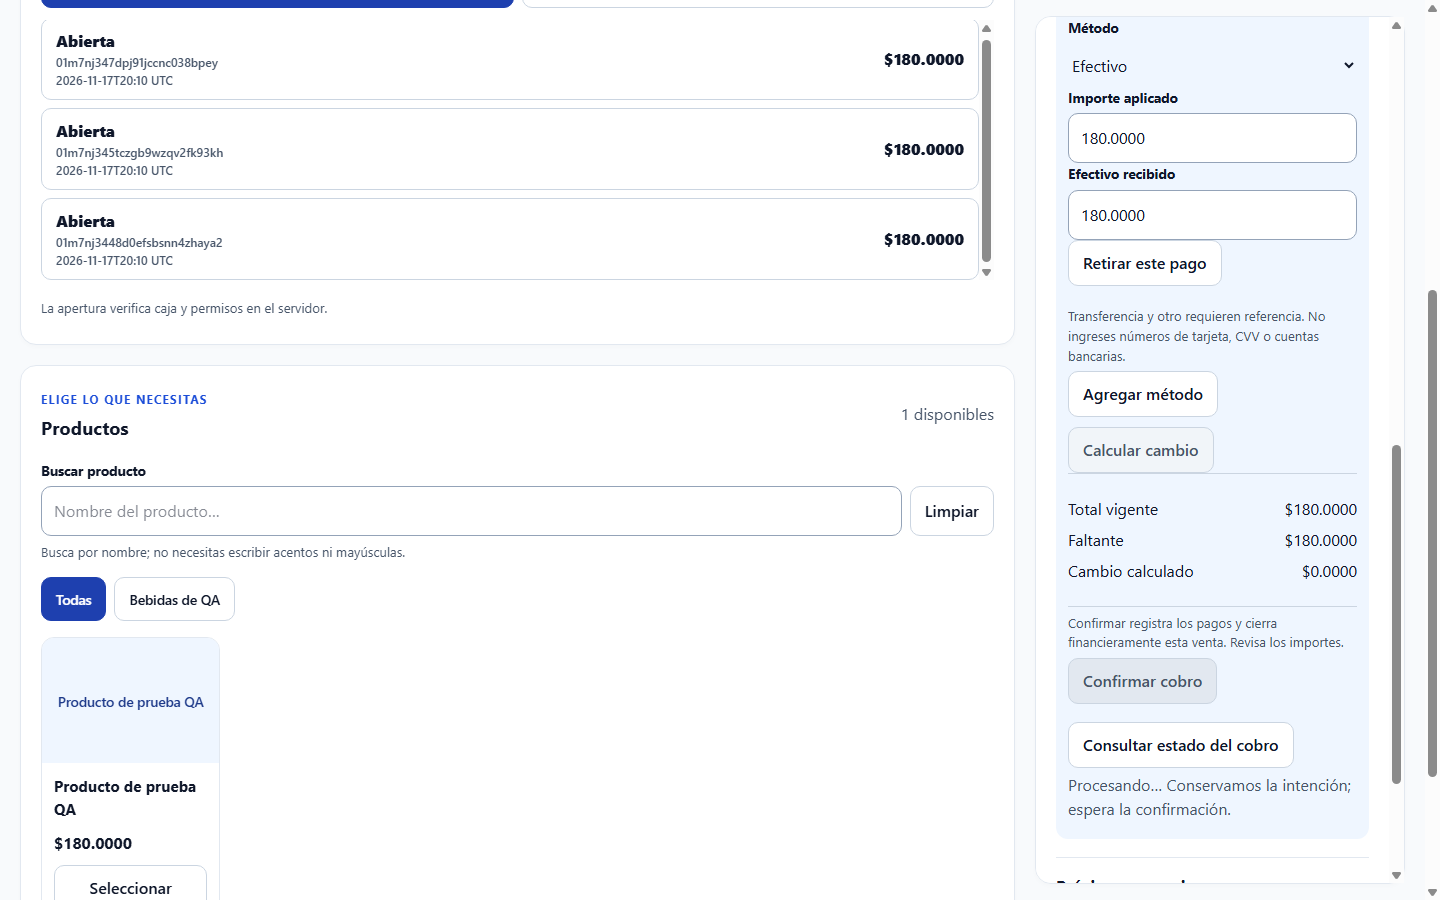 Abierta
01m7nj347dpj91jccnc038bpey
2026-11-17T20:10 UTC
$180.0000
Abierta
01m7nj345tczgb9wzqv2fk93kh
2026-11-17T20:10 UTC
$180.0000
Abierta
01m7nj3448d0efsbsnn4zhaya2
2026-11-17T20:10 UTC
$180.0000
La apertura verifica caja y permisos en el servidor.
ELIGE LO QUE NECESITAS
Productos
1 disponibles
Buscar producto
Nombre del producto...
Limpiar
Busca por nombre; no necesitas escribir acentos ni mayúsculas.
Todas
Bebidas de QA
Producto de prueba QA
Producto de prueba
QA
$180.0000
Seleccionar
Método
Efectivo
Importe aplicado
180.0000
Efectivo recibido
180.0000
Retirar este pago
Transferencia y otro requieren referencia. No
ingreses números de tarjeta, CVV o cuentas
bancarias.
Agregar método
Calcular cambio
Total vigente
$180.0000
Faltante
$180.0000
Cambio calculado
$0.0000
Confirmar registra los pagos y cierra
financieramente esta venta. Revisa los importes.
Confirmar cobro
Consultar estado del cobro
Procesando... Conservamos la intención;
espera la confirmación.